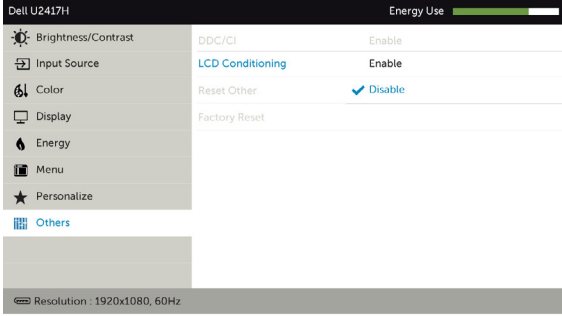 Dell U2417H Energy Use
Brightness/Contrast DDC/CI Enable
Input Source LCD Conditioning Enable
Color Reset Other Disable
Display Factory Reset
Energy
Menu
Personalize
Others
Resolution : 1920x1080, 60Hz